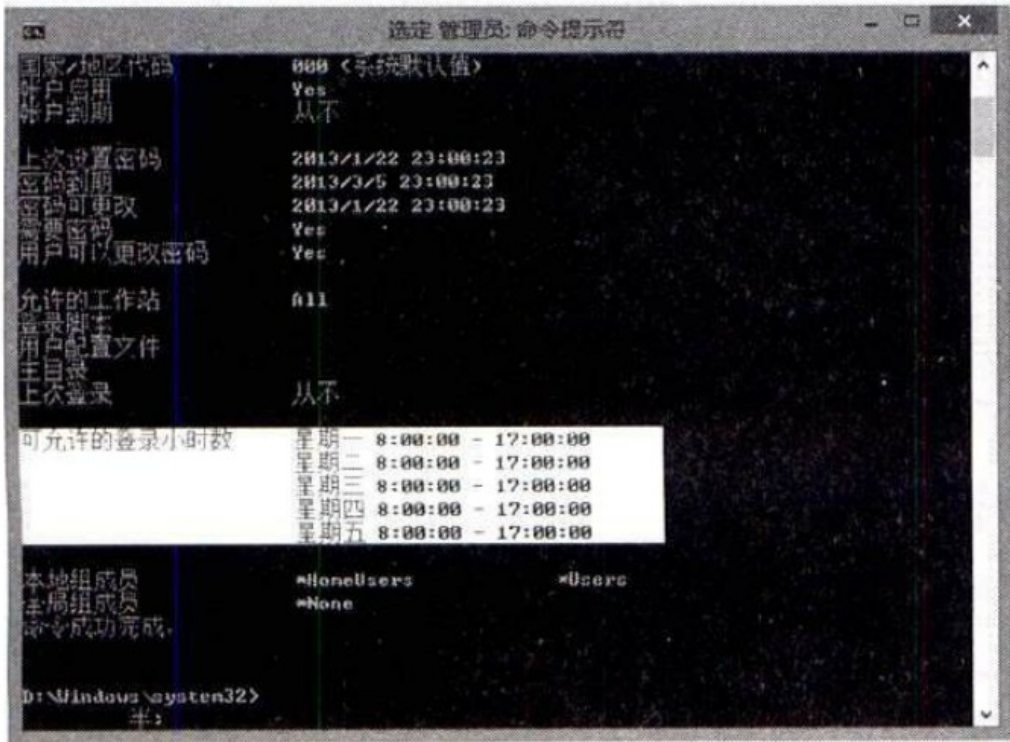 选定 管理员: 命令提示符
国家/地区代码 000 (系统默认值)
帐户启用 Yes
帐户到期 从不
上次设置密码 2013/1/22 23:00:23
密码到期 2013/3/5 23:00:23
密码可更改 2013/1/22 23:00:23
需要密码 Yes
用户可以更改密码 Yes
允许的工作站 All
登录脚本
用户配置文件
主目录
上次登录 从不
可允许的登录小时数 星期一 8:00:00 - 17:00:00
星期二 8:00:00 - 17:00:00
星期三 8:00:00 - 17:00:00
星期四 8:00:00 - 17:00:00
星期五 8:00:00 - 17:00:00
本地组成员 *HomeUsers *Users
全局组成员 *None
命令成功完成。
D:\Windows\system32>
半: